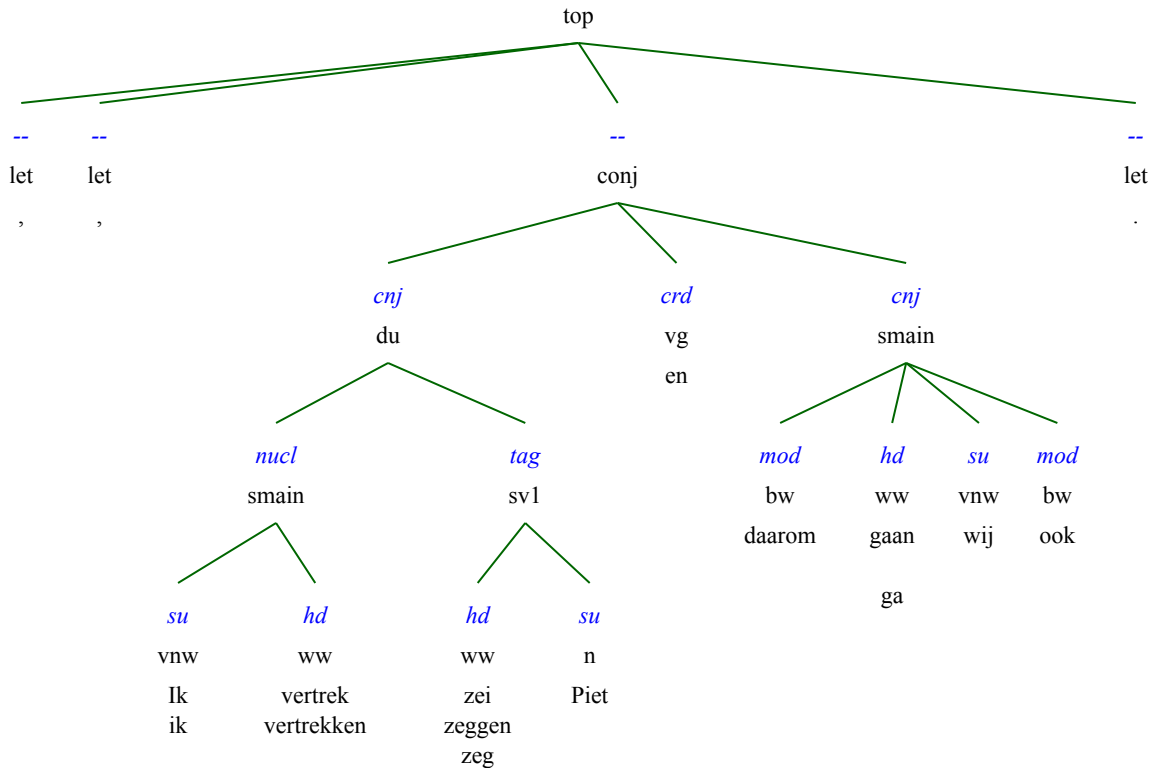 top
-- -- -- --
let let conj let
, , .
cnj crd cnj
du vg smain
en
nucl tag mod hd su mod
smain sv1 bw ww vnw bw
daarom gaan wij ook
ga
su hd hd su
vnw ww ww n
Ik vertrek zei Piet
ik vertrekken zeggen
zeg